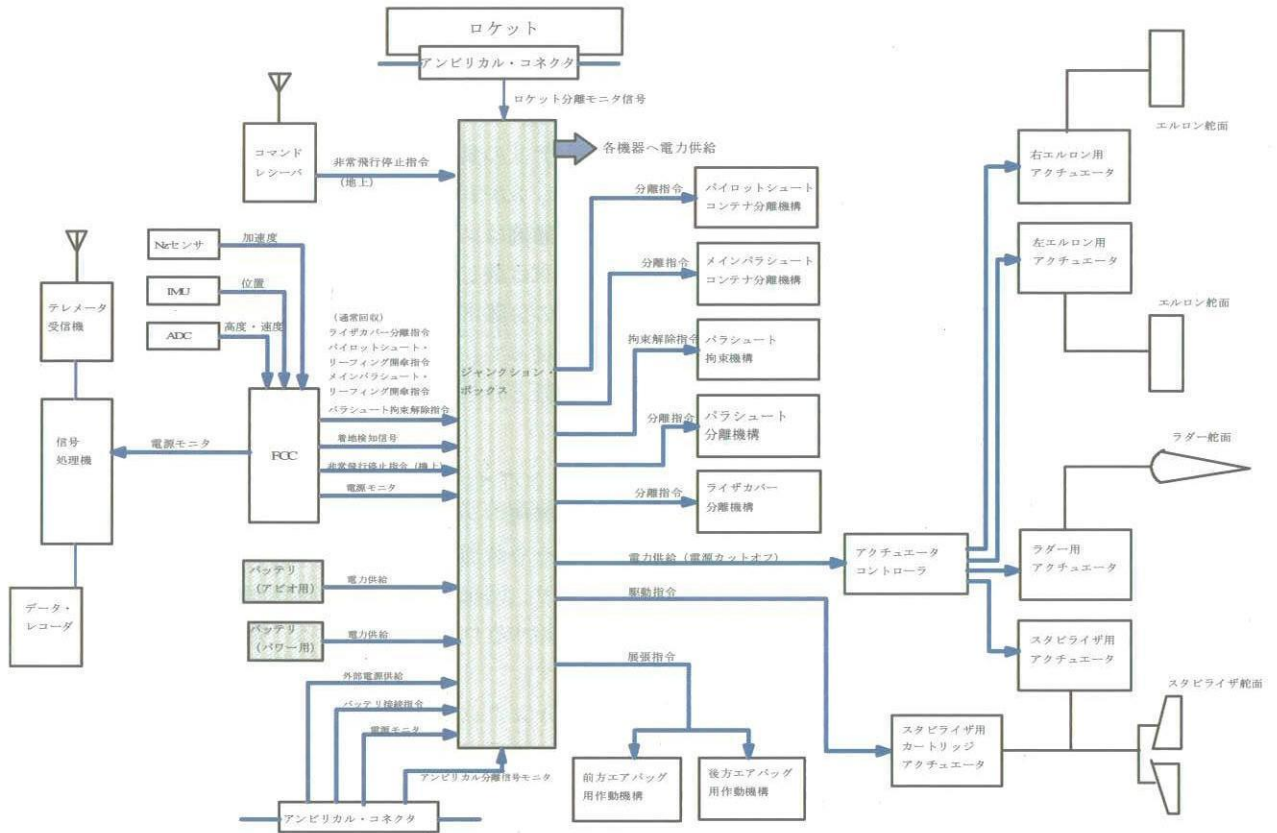 ロケット
アンビリカル・コネクタ
ロケット分離モニタ信号
各機器へ電力供給
コマンド
レシーバ
非常飛行停止指令
(地上)
Nzセンサ
加速度
IMU
位置
ADC
高度・速度
テレメータ
受信機
信号
処理機
データ・
レコーダ
電源モニタ
FCC
(通常回収)
ライザカバー分離指令
パイロットシュート・
リーフィング開傘指令
メインパラシュート・
リーフィング開傘指令
パラシュート拘束解除指令
着地検知信号
非常飛行停止指令(機上)
電源モニタ
ジャンクション・
ボックス
バッテリ
(アビオ用)
電力供給
バッテリ
(パワー用)
電力供給
外部電源供給
バッテリ接続指令
電源モニタ
アンビリカル分離信号モニタ
アンビリカル・コネクタ
分離指令
パイロットシュート
コンテナ分離機構
分離指令
メインパラシュート
コンテナ分離機構
拘束解除指令
パラシュート
拘束機構
分離指令
パラシュート
分離機構
分離指令
ライザカバー
分離機構
電力供給(電源カットオフ)
アクチュエータ
コントローラ
駆動指令
展張指令
前方エアバッグ
用作動機構
後方エアバッグ
用作動機構
スタビライザ用
カートリッジ
アクチュエータ
右エルロン用
アクチュエータ
エルロン舵面
左エルロン用
アクチュエータ
エルロン舵面
ラダー舵面
ラダー用
アクチュエータ
スタビライザ用
アクチュエータ
スタビライザ舵面